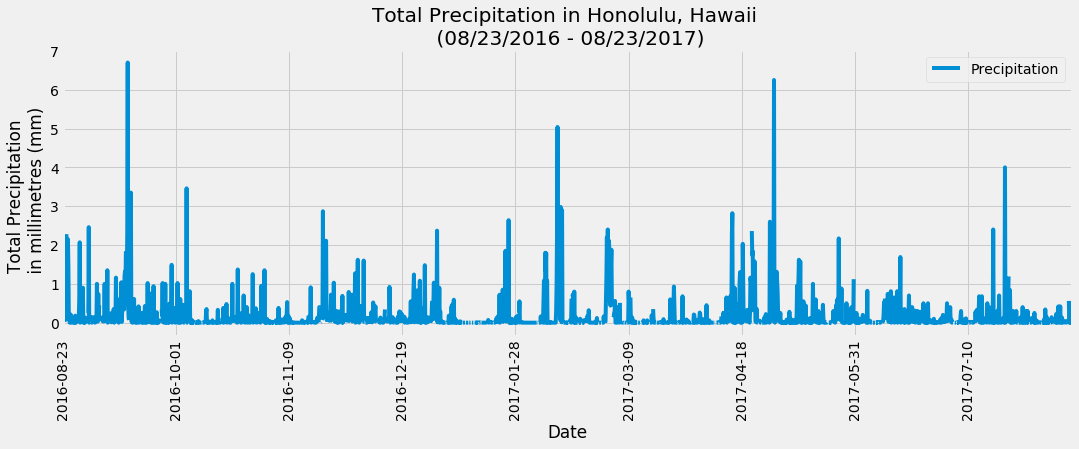 Total Precipitation in Honolulu, Hawaii
(08/23/2016 - 08/23/2017)
Precipitation
Total Precipitation
in millimetres (mm)
7
6
5
4
3
2
1
0
2016-08-23
2016-10-01
2016-11-09
2016-12-19
2017-01-28
2017-03-09
2017-04-18
2017-05-31
2017-07-10
Date